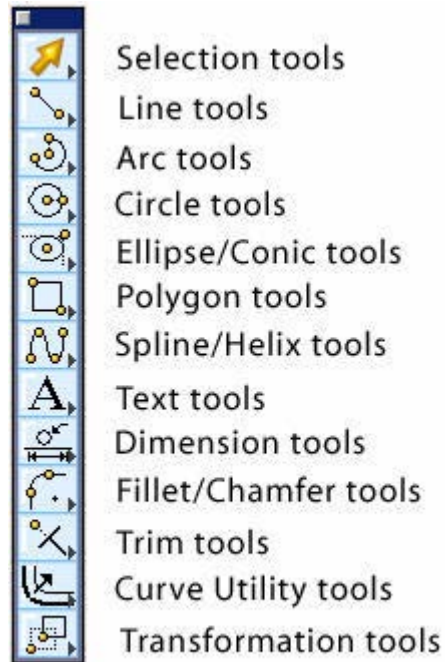 Selection tools
Line tools
Arc tools
Circle tools
Ellipse/Conic tools
Polygon tools
Spline/Helix tools
A Text tools
Dimension tools
Fillet/Chamfer tools
Trim tools
Curve Utility tools
Transformation tools